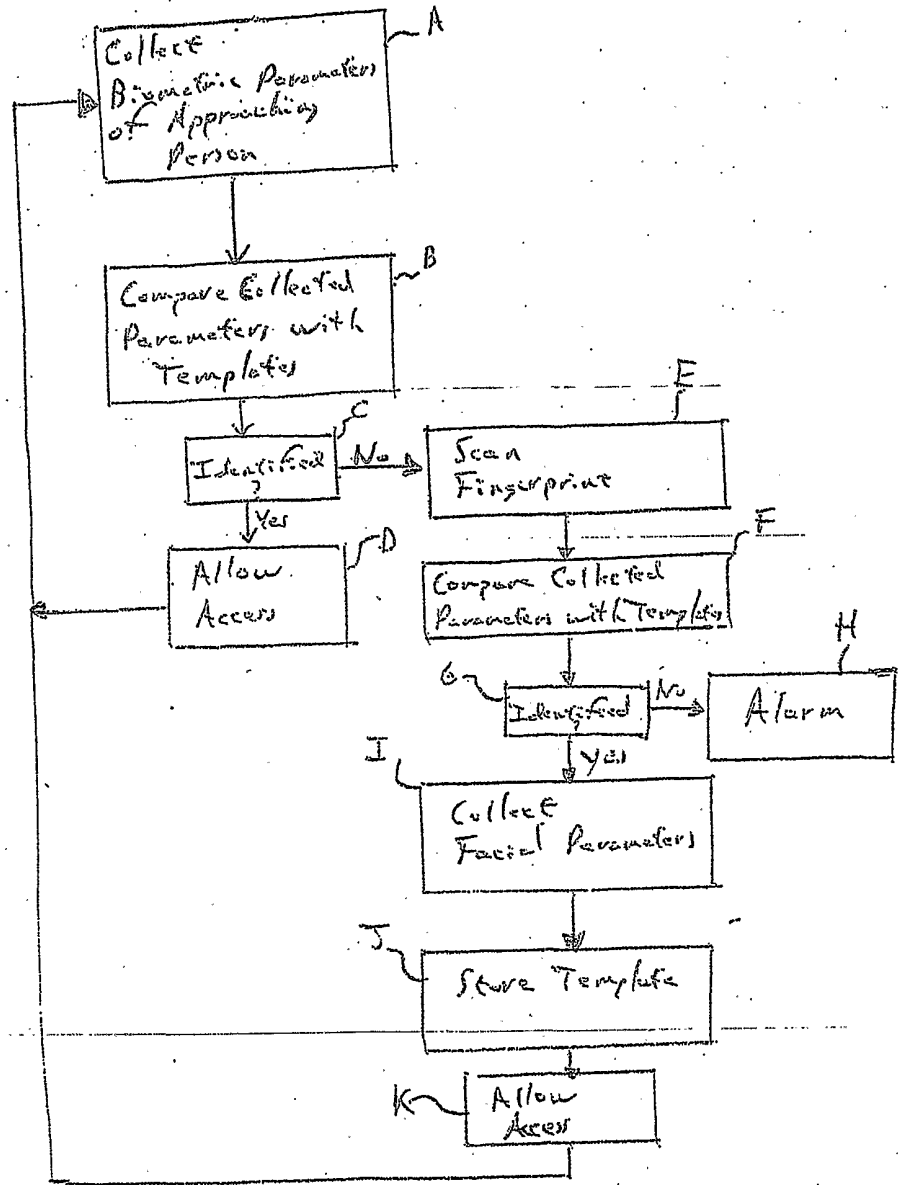 A
Collect
Biometric Parameters
of Approaching
Person
B
Compare Collected
Parameters with
Templates
C
Identified
?
No
Yes
D
Allow
Access
E
Scan
Fingerprint
F
Compare Collected
Parameters with Templates
G
Identified
?
No
Yes
H
Alarm
I
Collect
Facial Parameters
J
Store Template
K
Allow
Access